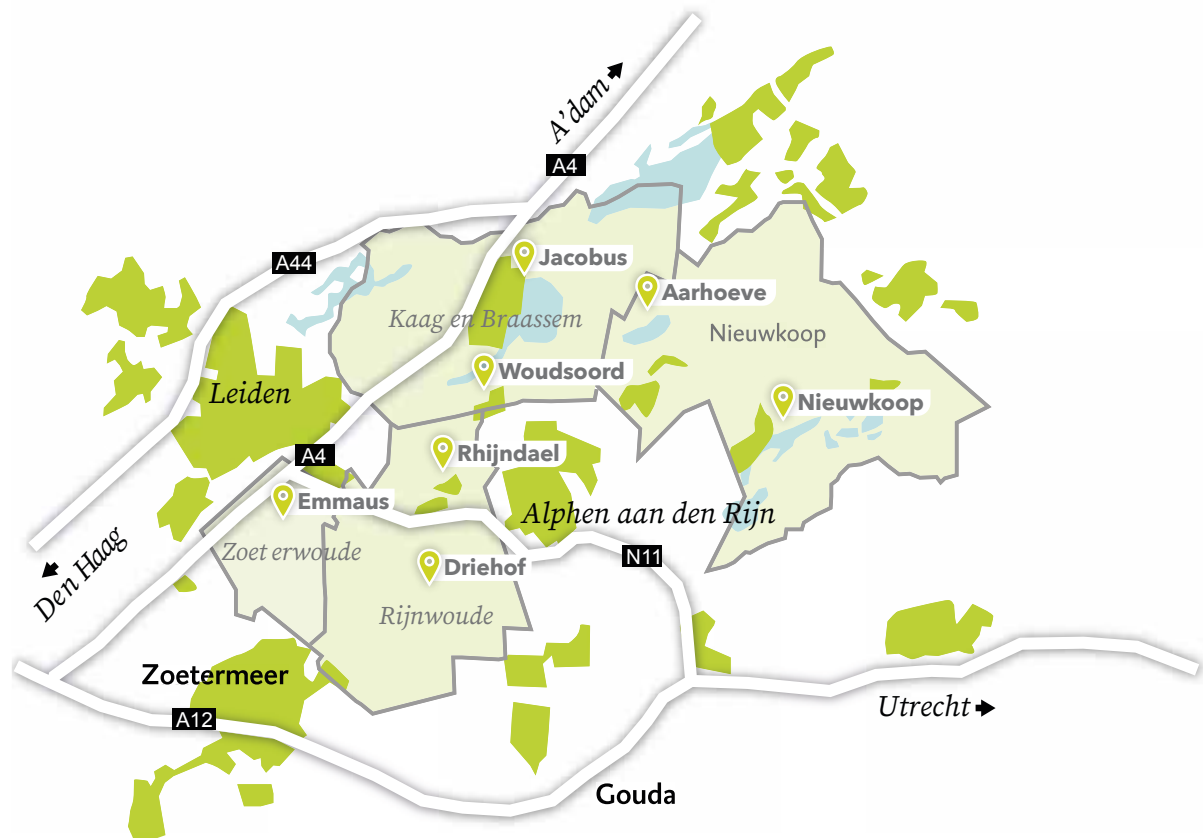 A'dam
A4
A44
Jacobus
Aarhoeve
Kaag en Braassem
Nieuwkoop
Woudsoord
Leiden
Nieuwkoop
A4
Rhijndael
Emmaus
Alphen aan den Rijn
Zoet erwoude
Den Haag
N11
Driehof
Rijnwoude
Zoetermeer
Utrecht
A12
Gouda